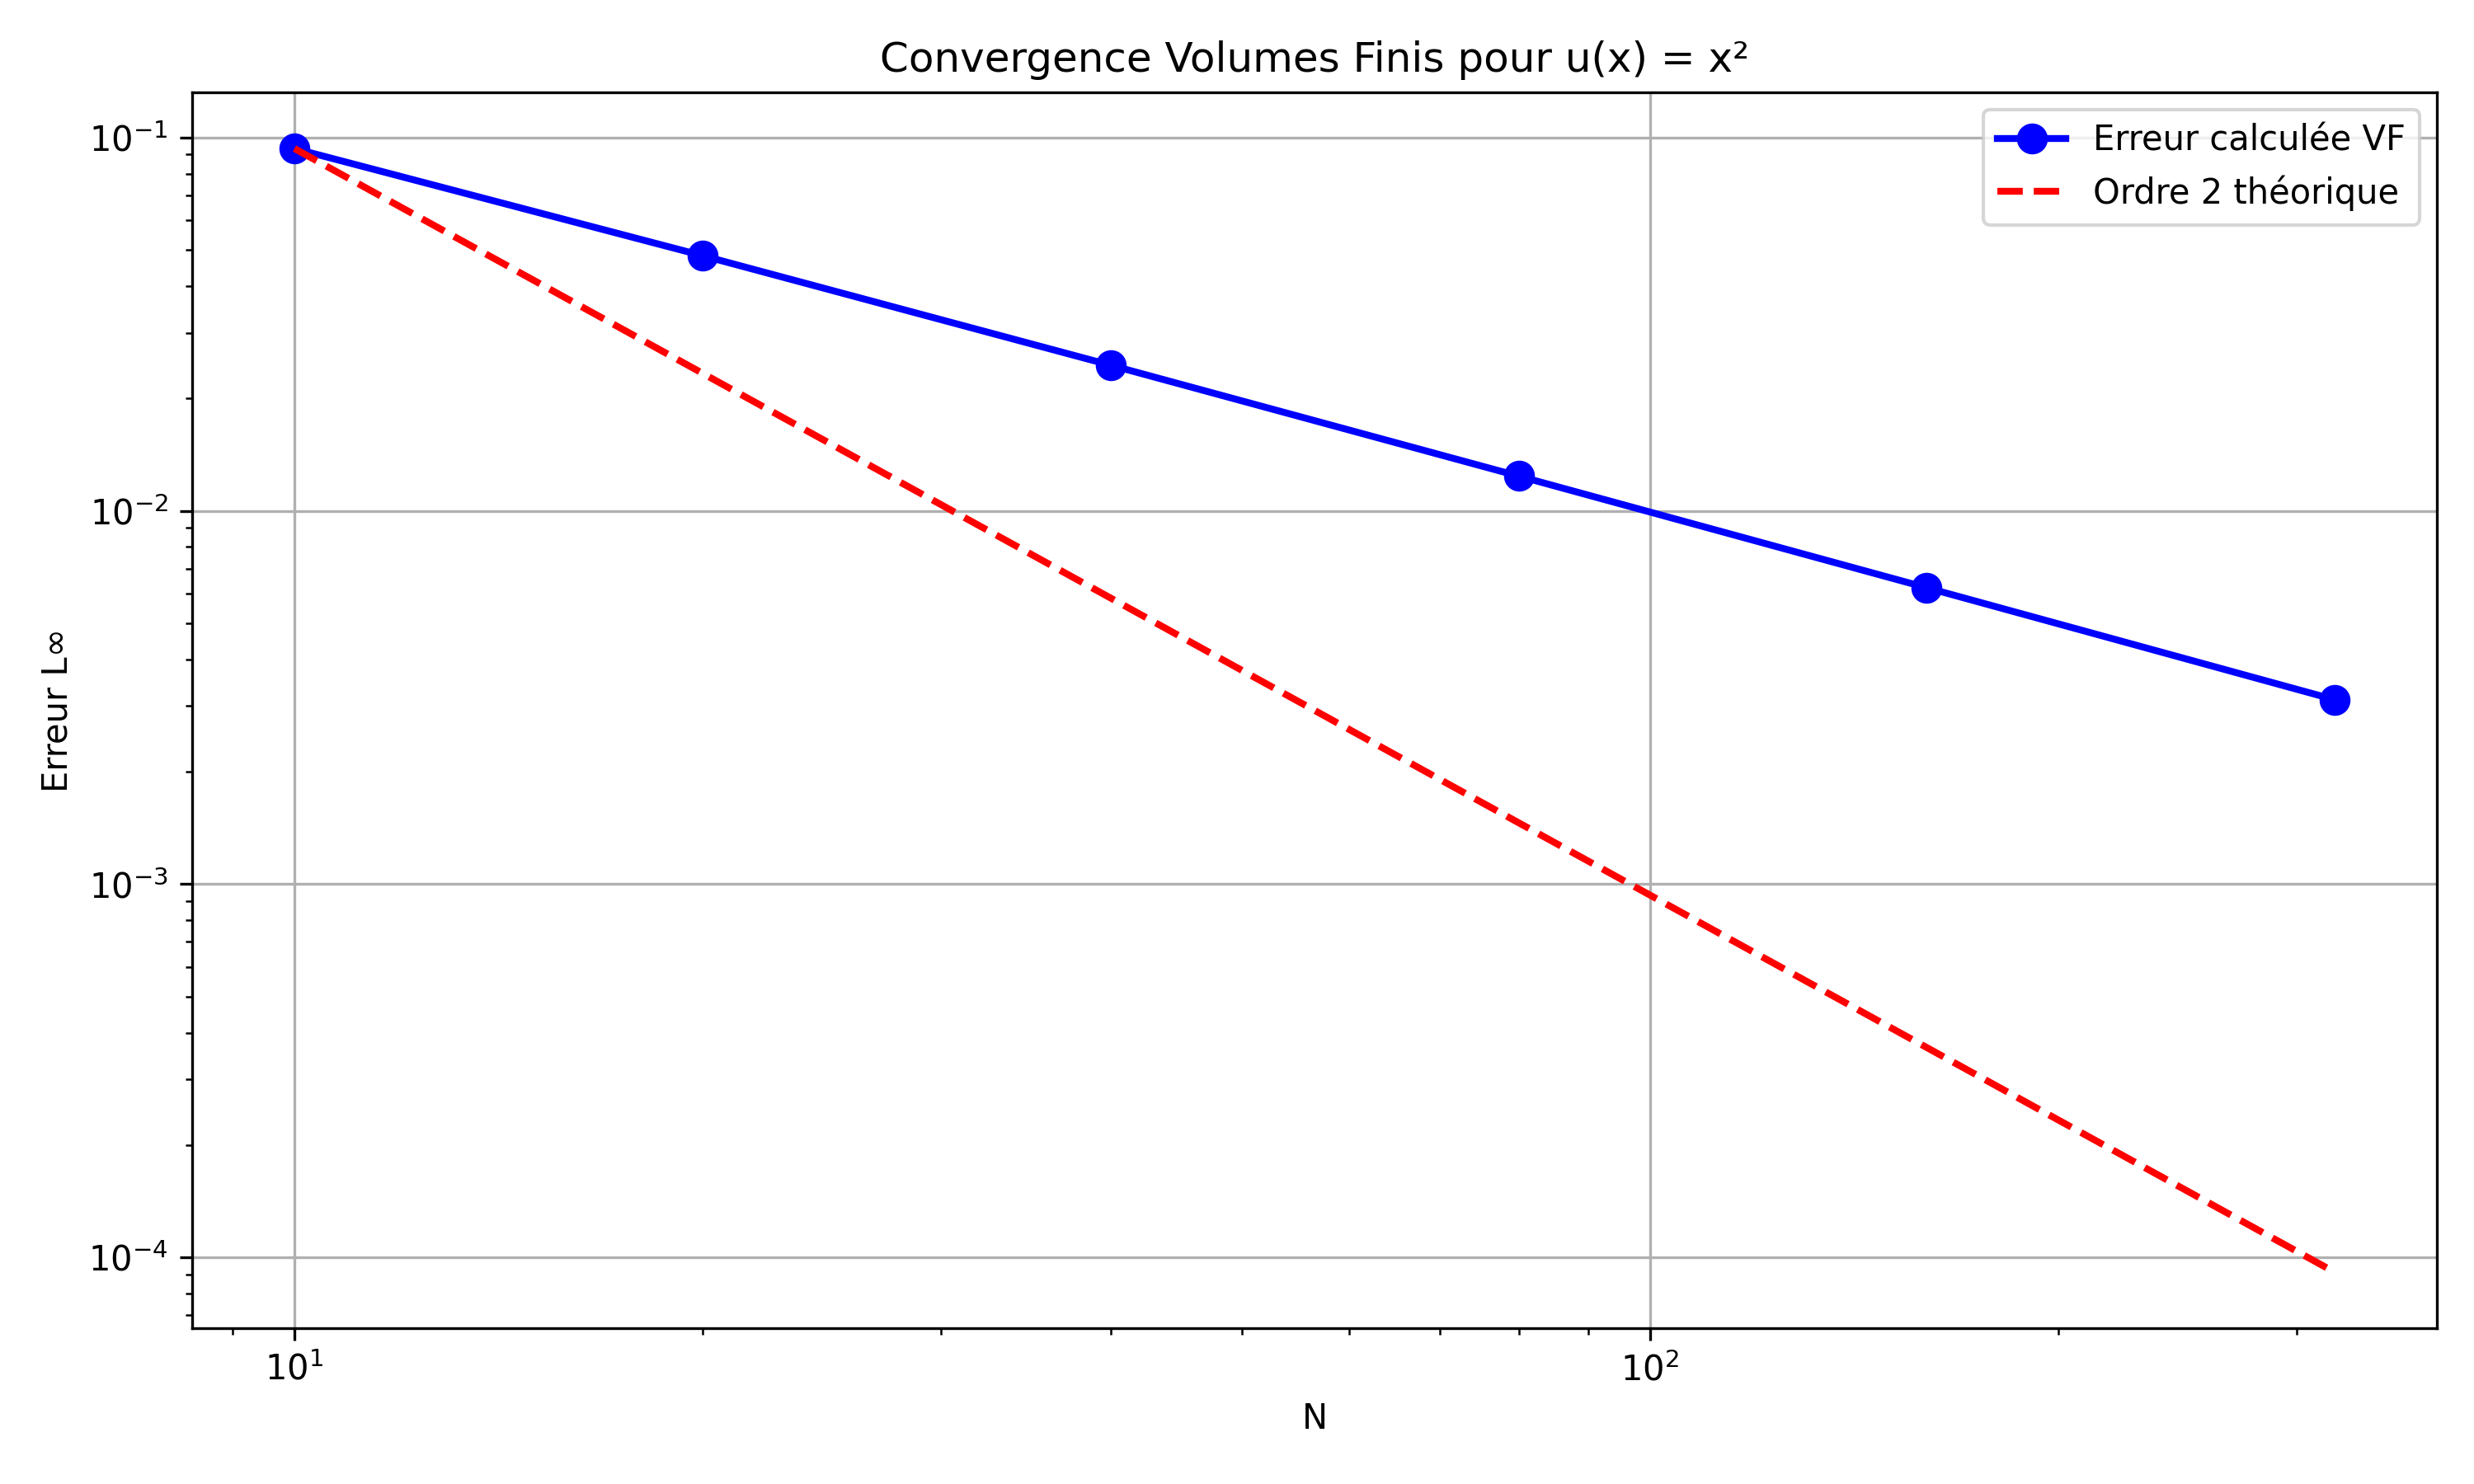 Convergence Volumes Finis pour u(x) = x²
Erreur calculée VF
Ordre 2 théorique
10⁻¹
10⁻²
10⁻³
10⁻⁴
Erreur L∞
10¹
10²
N